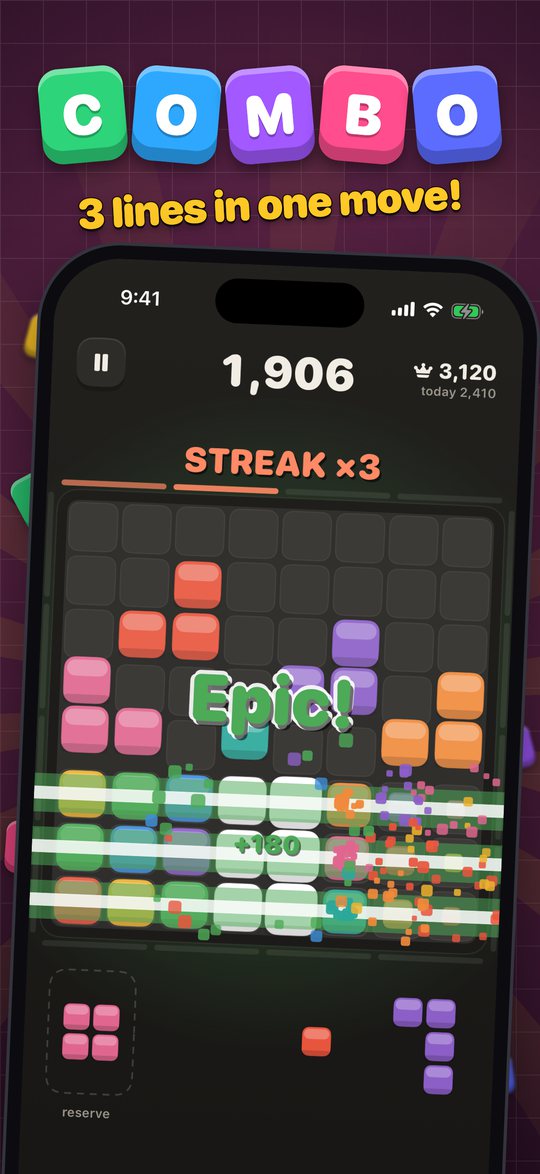 COMBO
3 lines in one move!
9:41
1,906
3,120
today 2,410
STREAK ×3
Epic!
+180
reserve